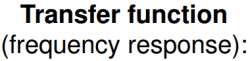 Transfer function
(frequency response):